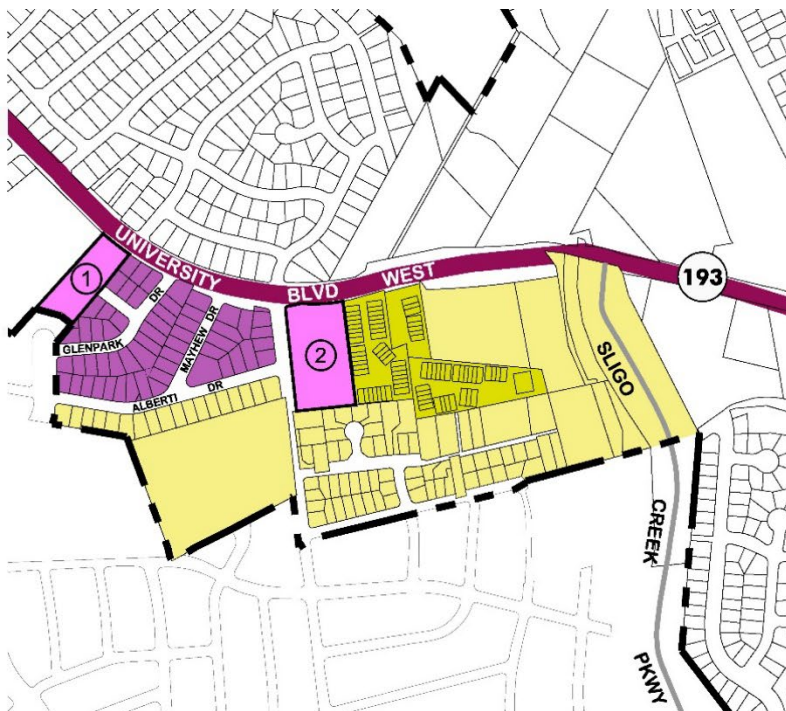 UNIVERSITY BLVD WEST
193
1
GLENPARK DR
MAYHEW DR
2
ALBERTI DR
SLIGO CREEK PKWY